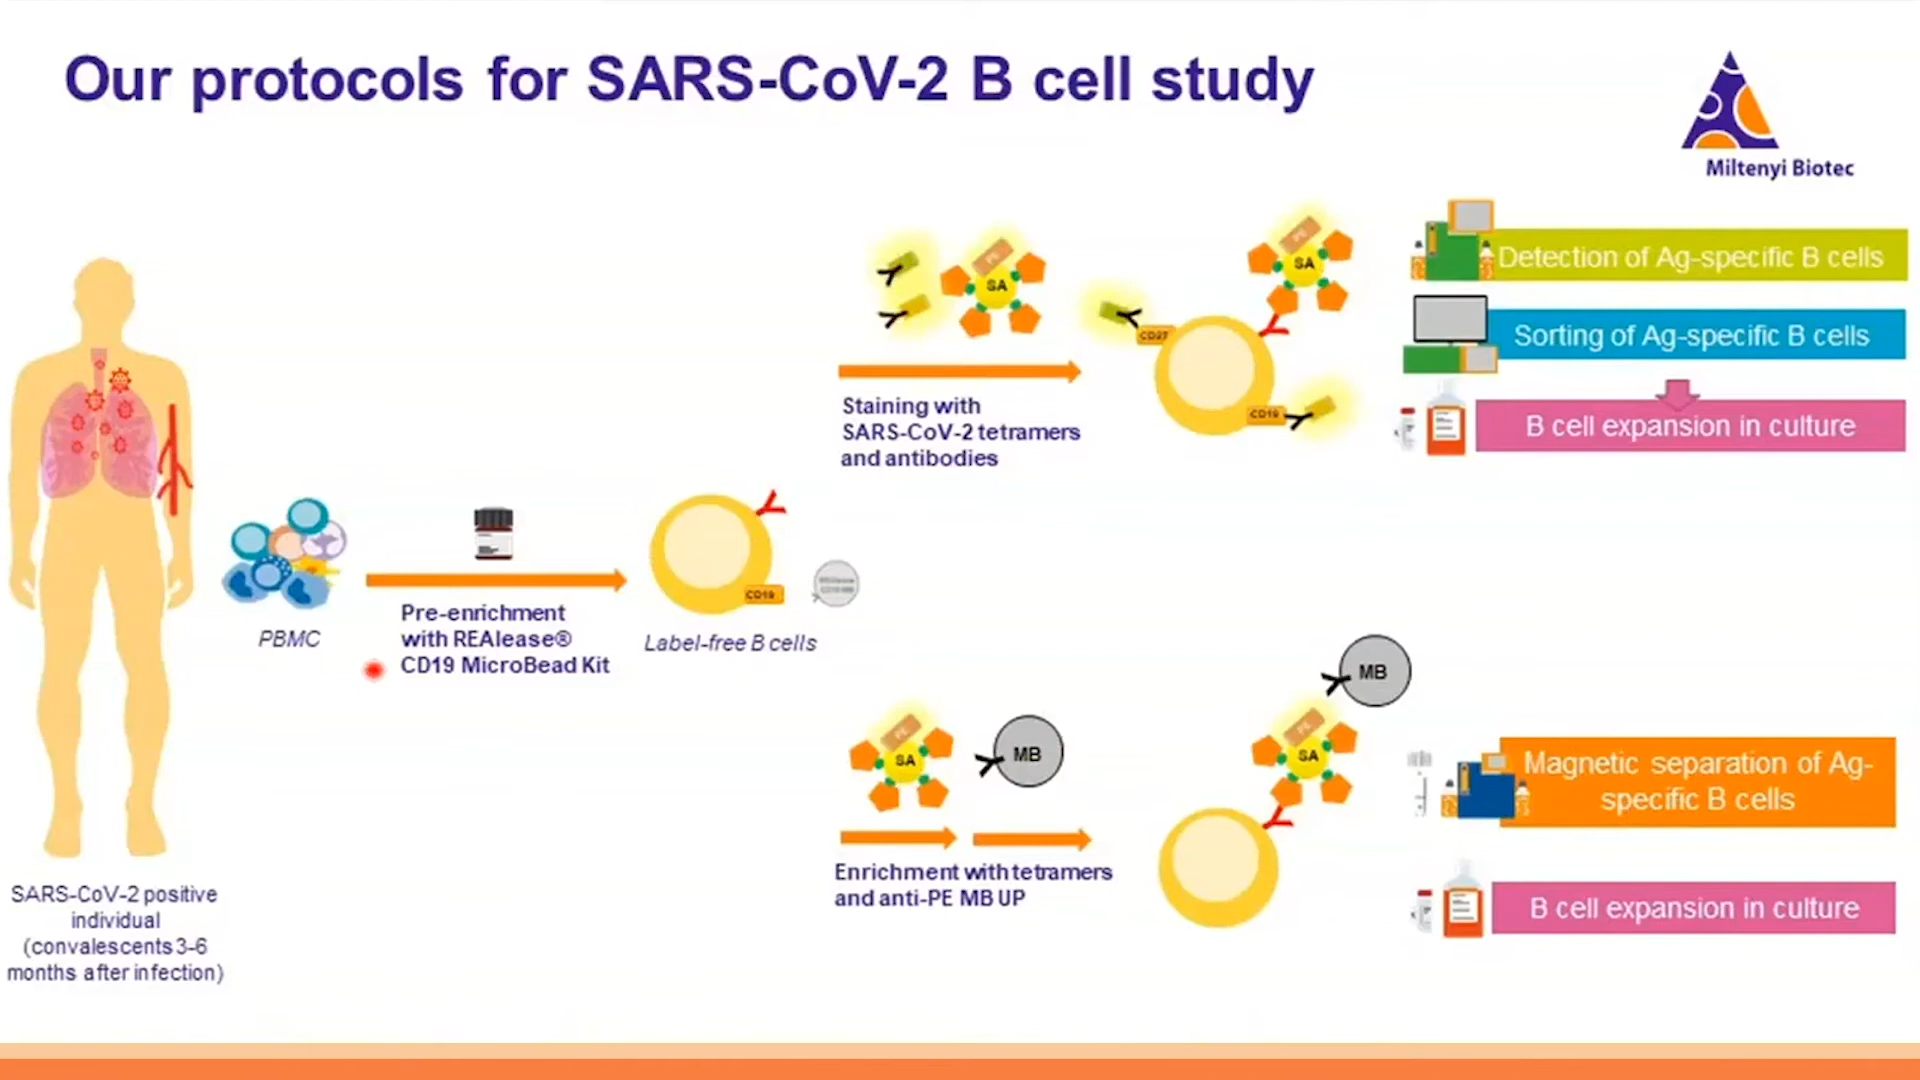 Our protocols for SARS-CoV-2 B cell study
Miltenyi Biotec
SARS-CoV-2 positive
individual
(convalescents 3-6
months after infection)
PBMC
Pre-enrichment
with REAlease®
CD19 MicroBead Kit
CD19
Label-free B cells
PE
SA
Staining with
SARS-CoV-2 tetramers
and antibodies
PE
SA
CD27
CD19
Detection of Ag-specific B cells
Sorting of Ag-specific B cells
B cell expansion in culture
PE
SA
MB
Enrichment with tetramers
and anti-PE MB UP
MB
PE
SA
Magnetic separation of Ag-
specific B cells
B cell expansion in culture